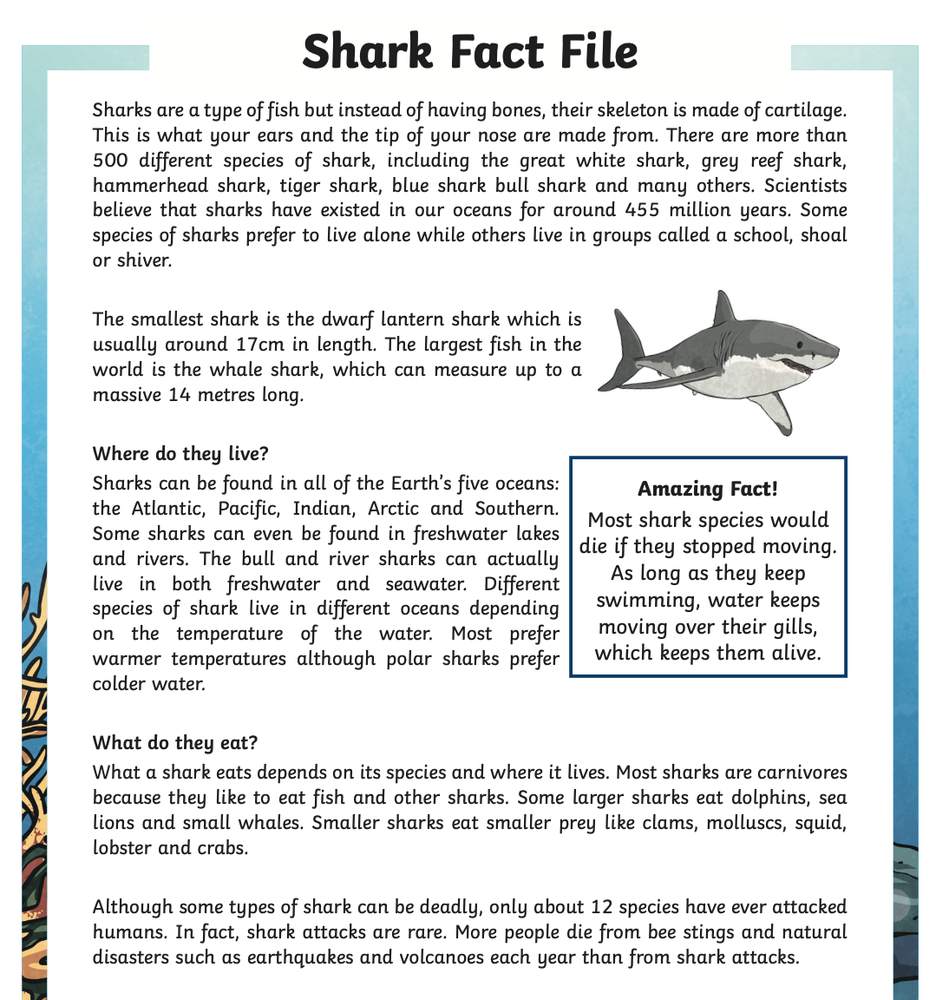 Shark Fact File
Sharks are a type of fish but instead of having bones, their skeleton is made of cartilage.
This is what your ears and the tip of your nose are made from. There are more than
500 different species of shark, including the great white shark, grey reef shark,
hammerhead shark, tiger shark, blue shark bull shark and many others. Scientists
believe that sharks have existed in our oceans for around 455 million years. Some
species of sharks prefer to live alone while others live in groups called a school, shoal
or shiver.
The smallest shark is the dwarf lantern shark which is
usually around 17cm in length. The largest fish in the
world is the whale shark, which can measure up to a
massive 14 metres long.
Where do they live?
Sharks can be found in all of the Earth's five oceans:
the Atlantic, Pacific, Indian, Arctic and Southern.
Some sharks can even be found in freshwater lakes
and rivers. The bull and river sharks can actually
live in both freshwater and seawater. Different
species of shark live in different oceans depending
on the temperature of the water. Most prefer
warmer temperatures although polar sharks prefer
colder water.
Amazing Fact!
Most shark species would
die if they stopped moving.
As long as they keep
swimming, water keeps
moving over their gills,
which keeps them alive.
What do they eat?
What a shark eats depends on its species and where it lives. Most sharks are carnivores
because they like to eat fish and other sharks. Some larger sharks eat dolphins, sea
lions and small whales. Smaller sharks eat smaller prey like clams, molluscs, squid,
lobster and crabs.
Although some types of shark can be deadly, only about 12 species have ever attacked
humans. In fact, shark attacks are rare. More people die from bee stings and natural
disasters such as earthquakes and volcanoes each year than from shark attacks.